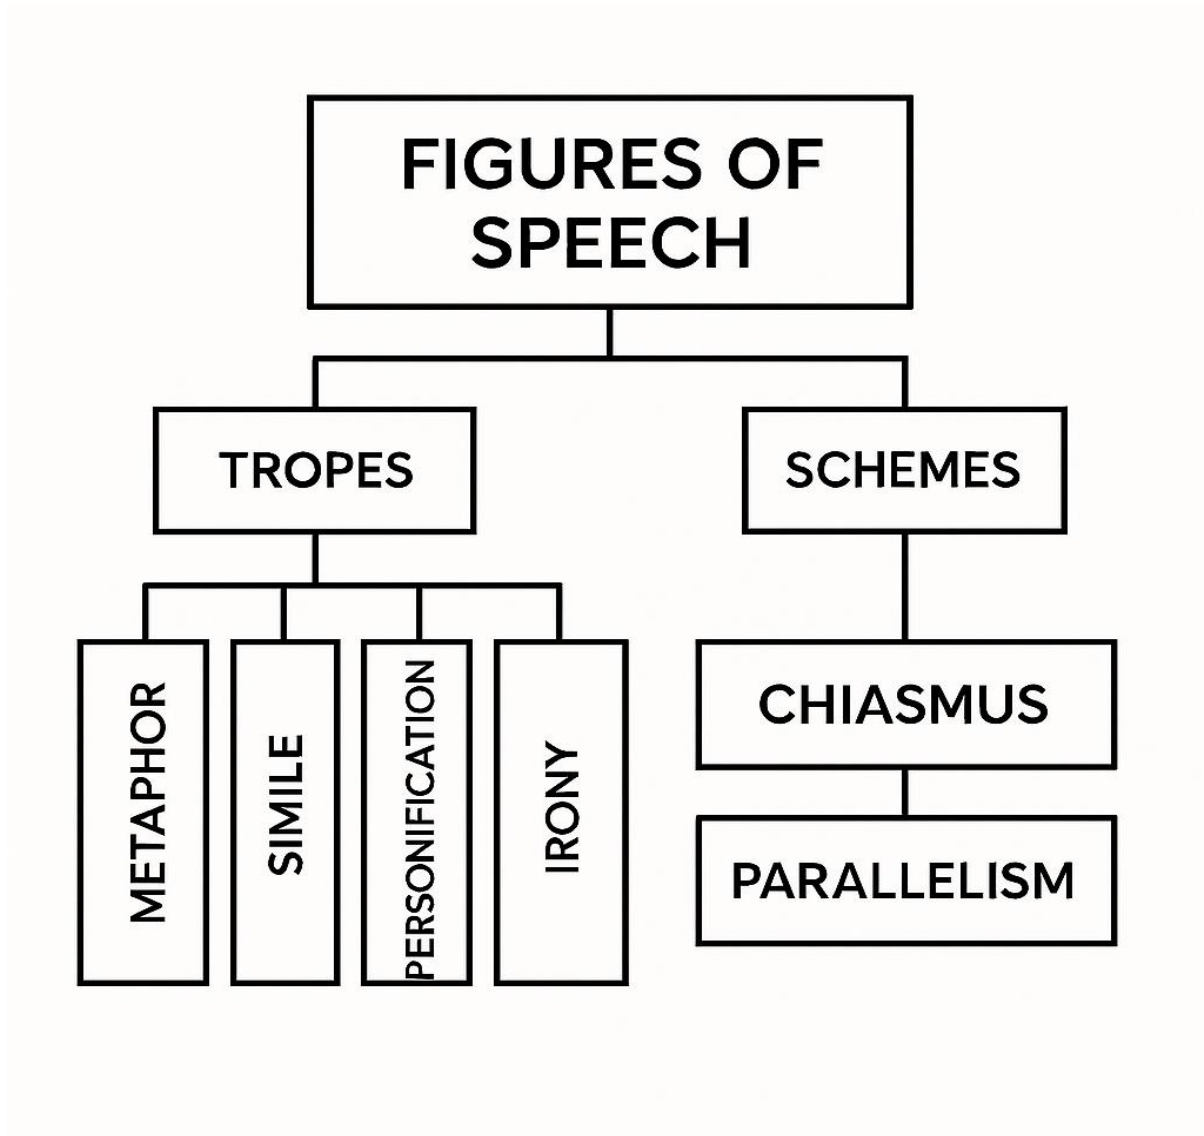 FIGURES OF
SPEECH
TROPES
SCHEMES
METAPHOR
SIMILE
PERSONIFICATION
IRONY
CHIASMUS
PARALLELISM